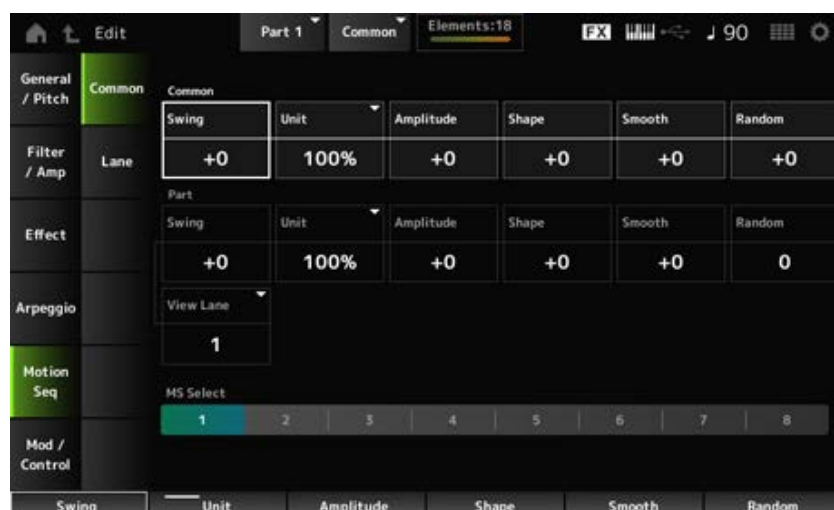 Edit Part 1 Common Elements:18 FX ♩ 90
General / Pitch
Filter / Amp
Effect
Arpeggio
Motion Seq
Mod / Control
Common
Lane
Common
Swing Unit Amplitude Shape Smooth Random
+0 100% +0 +0 +0 +0
Part
Swing Unit Amplitude Shape Smooth Random
+0 100% +0 +0 +0 0
View Lane
1
MS Select
1 2 3 4 5 6 7 8
Swing Unit Amplitude Shape Smooth Random